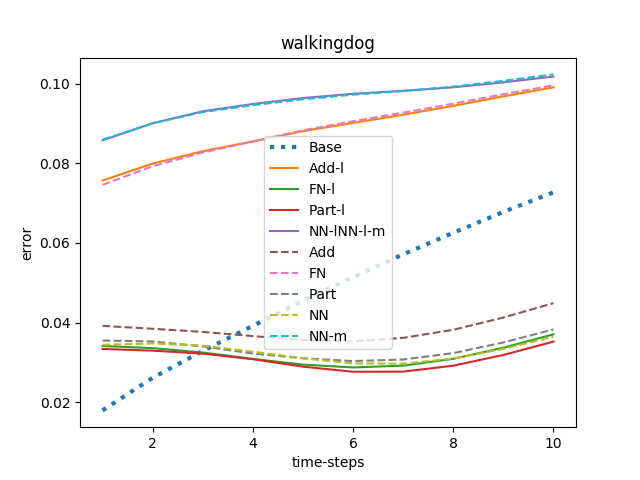 walkingdog
error
0.10
0.08
0.06
0.04
0.02
Base
Add-l
FN-l
Part-l
NN-lNN-l-m
Add
FN
Part
NN
NN-m
2
4
6
8
10
time-steps